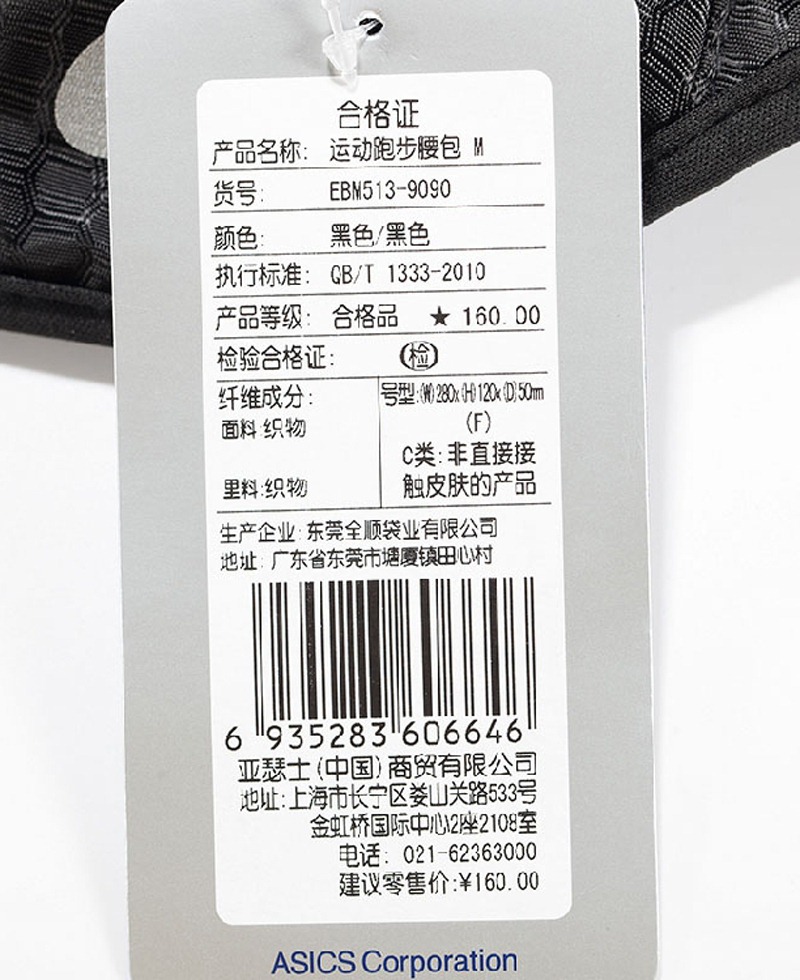 合格证
产品名称: 运动跑步腰包 M
货号: EBM513-9090
颜色: 黑色/黑色
执行标准: QB/T 1333-2010
产品等级: 合格品 ★ 160.00
检验合格证: 检
纤维成分:
面料:织物
里料:织物
号型:(W)280x(H)120x(D)50mm
(F)
C类:非直接接
触皮肤的产品
生产企业:东莞全顺袋业有限公司
地址:广东省东莞市塘厦镇田心村
6 935283 606646
亚瑟士(中国)商贸有限公司
地址:上海市长宁区娄山关路533号
金虹桥国际中心2座2108室
电话: 021-62363000
建议零售价:¥160.00
ASICS Corporation